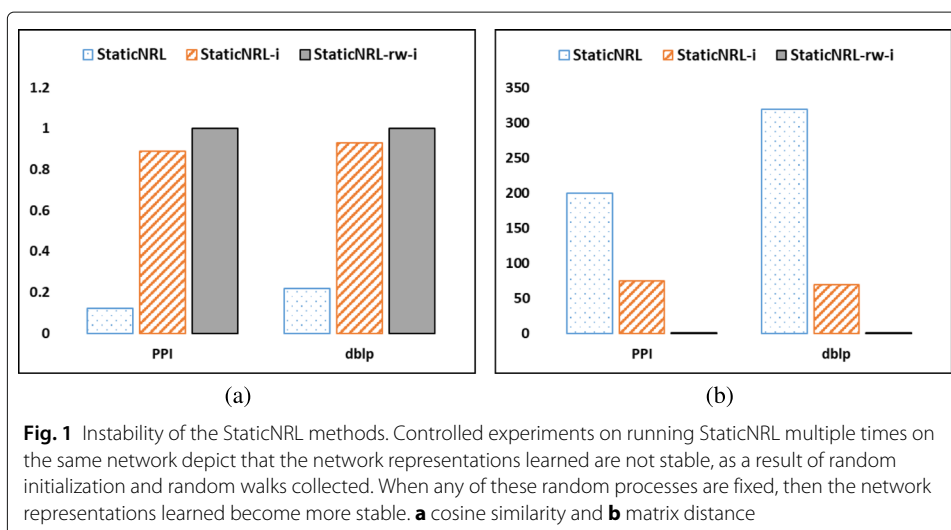 StaticNRL StaticNRL-i StaticNRL-rw-i
1.2
1
0.8
0.6
0.4
0.2
0
PPI dblp
(a)
StaticNRL StaticNRL-i StaticNRL-rw-i
350
300
250
200
150
100
50
0
PPI dblp
(b)
Fig. 1 Instability of the StaticNRL methods. Controlled experiments on running StaticNRL multiple times on
the same network depict that the network representations learned are not stable, as a result of random
initialization and random walks collected. When any of these random processes are fixed, then the network
representations learned become more stable. a cosine similarity and b matrix distance